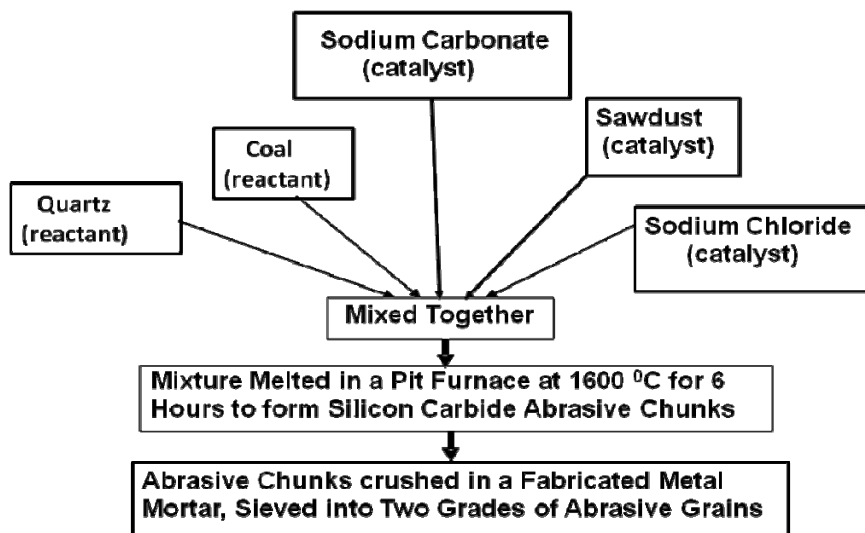 Sodium Carbonate
(catalyst)
Sawdust
(catalyst)
Coal
(reactant)
Quartz
(reactant)
Sodium Chloride
(catalyst)
Mixed Together
Mixture Melted in a Pit Furnace at 1600 ⁰C for 6
Hours to form Silicon Carbide Abrasive Chunks
Abrasive Chunks crushed in a Fabricated Metal
Mortar, Sieved into Two Grades of Abrasive Grains